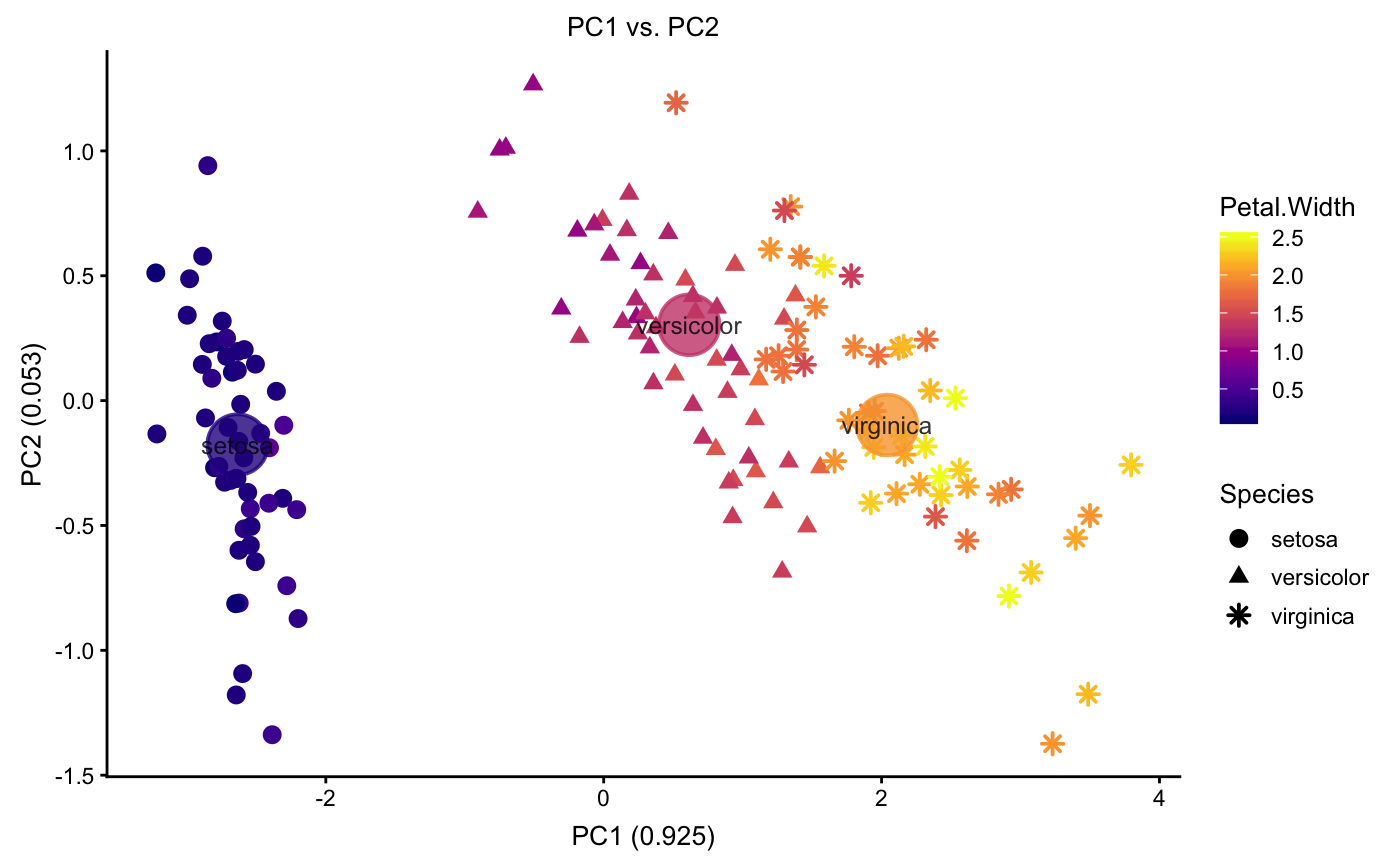 PC1 vs. PC2
1.0
0.5
0.0
-0.5
-1.0
-1.5
PC2 (0.053)
setosa
versicolor
virginica
-2
0
2
4
PC1 (0.925)
Petal.Width
2.5
2.0
1.5
1.0
0.5
Species
setosa
versicolor
virginica